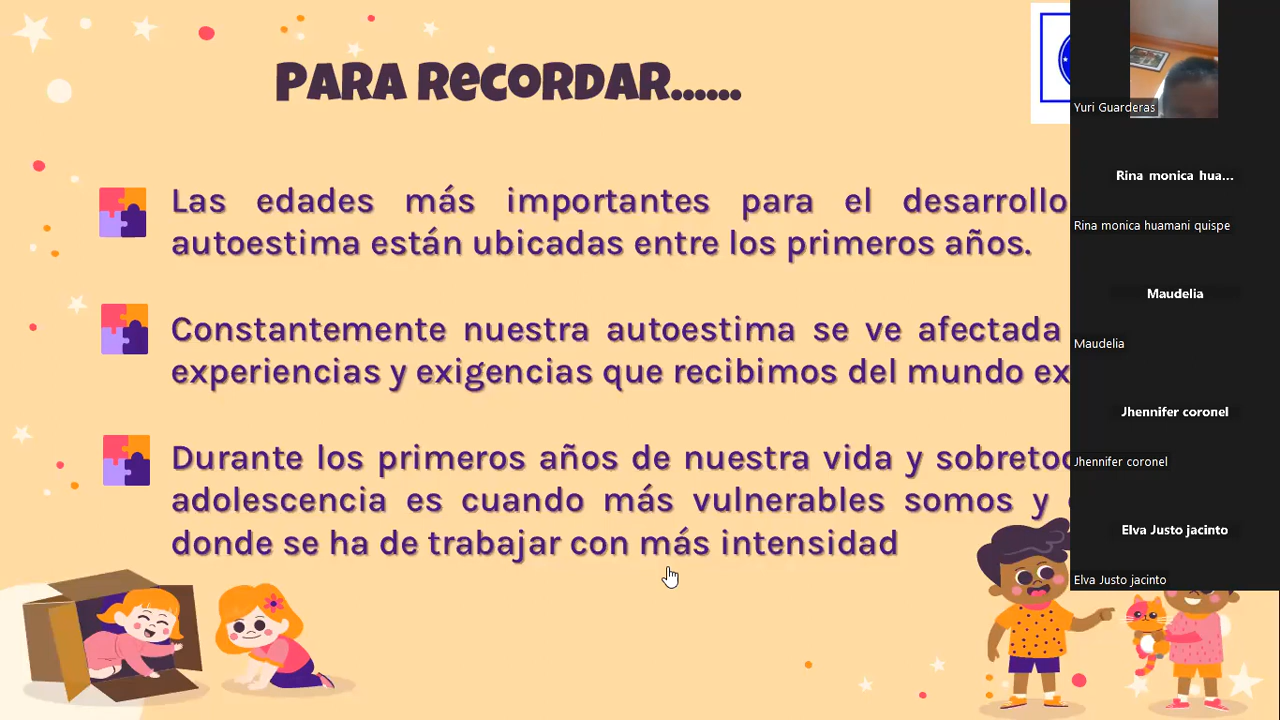 PARA RECORDAR......
Las edades más importantes para el desarrollo
autoestima están ubicadas entre los primeros años.
Constantemente nuestra autoestima se ve afectada
experiencias y exigencias que recibimos del mundo ex
Durante los primeros años de nuestra vida y sobretod
adolescencia es cuando más vulnerables somos y
donde se ha de trabajar con más intensidad
Yuri Guarderas
Rina monica hua...
Rina monica huamani quispe
Maudelia
Maudelia
Jhennifer coronel
Jhennifer coronel
Elva Justo jacinto
Elva Justo jacinto